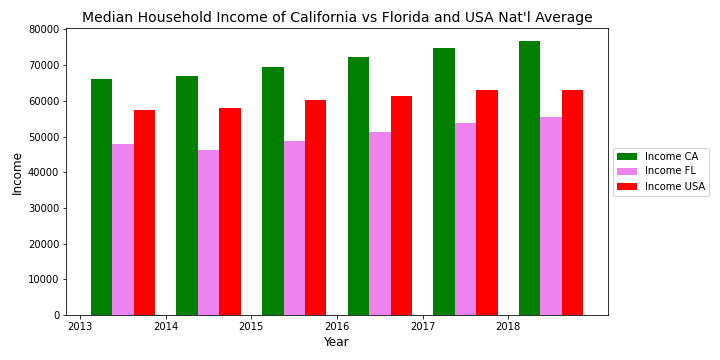 Median Household Income of California vs Florida and USA Nat'l Average
80000
70000
60000
50000
40000
30000
20000
10000
0
Income
2013 2014 2015 2016 2017 2018
Year
Income CA
Income FL
Income USA